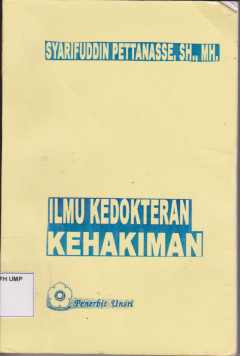 SYARIFUDDIN PETTANASSE, SH., MH.
ILMU KEDOKTERAN
KEHAKIMAN
FH UMP
Penerbit Unsri